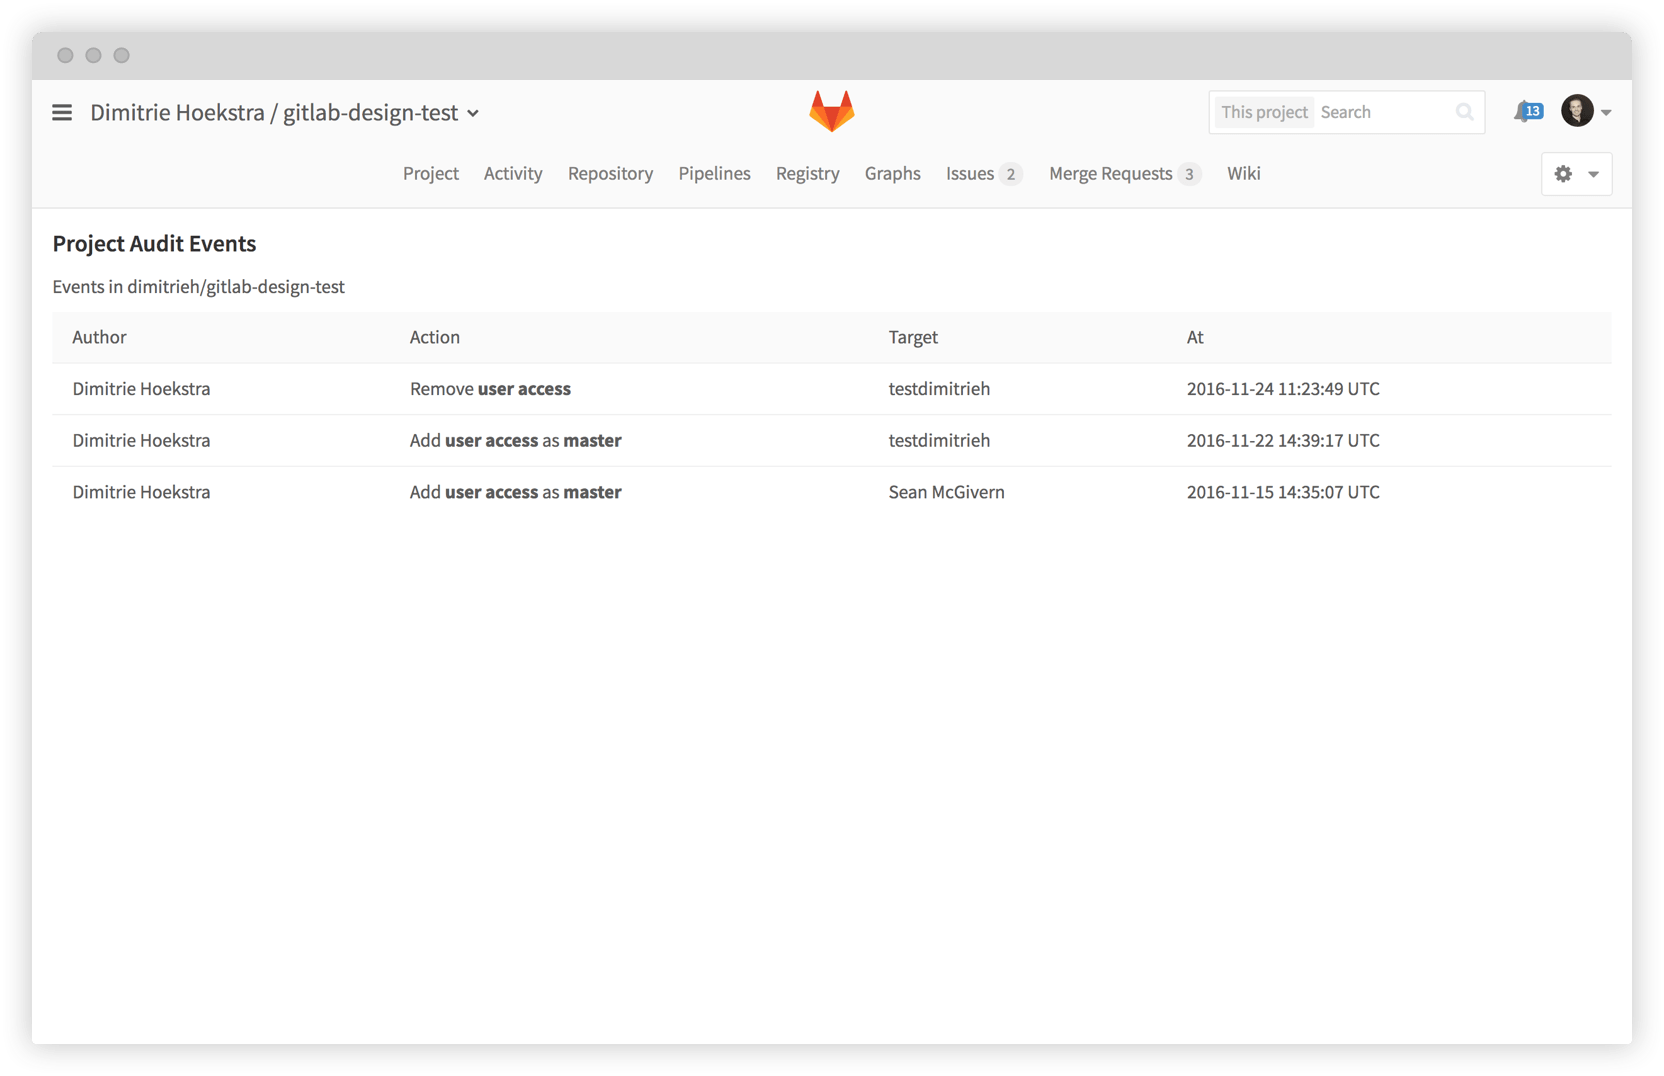 Dimitrie Hoekstra / gitlab-design-test
This project Search
13
Project Activity Repository Pipelines Registry Graphs Issues 2 Merge Requests 3 Wiki
Project Audit Events
Events in dimitrieh/gitlab-design-test
Author Action Target At
Dimitrie Hoekstra Remove user access testdimitrieh 2016-11-24 11:23:49 UTC
Dimitrie Hoekstra Add user access as master testdimitrieh 2016-11-22 14:39:17 UTC
Dimitrie Hoekstra Add user access as master Sean McGivern 2016-11-15 14:35:07 UTC